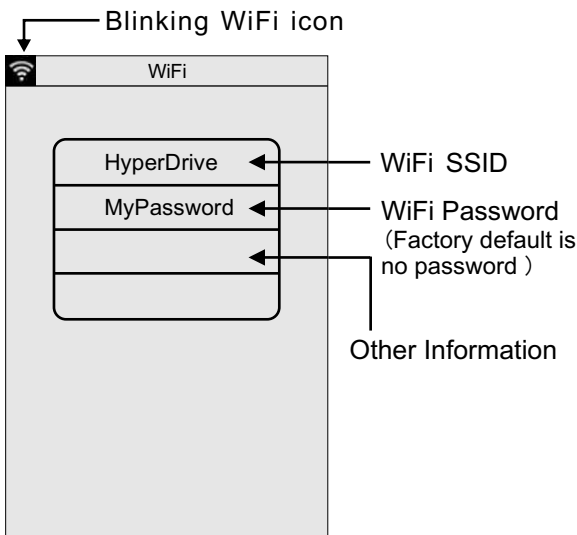 Blinking WiFi icon
WiFi
HyperDrive
WiFi SSID
MyPassword
WiFi Password
（Factory default is
no password ）
Other Information